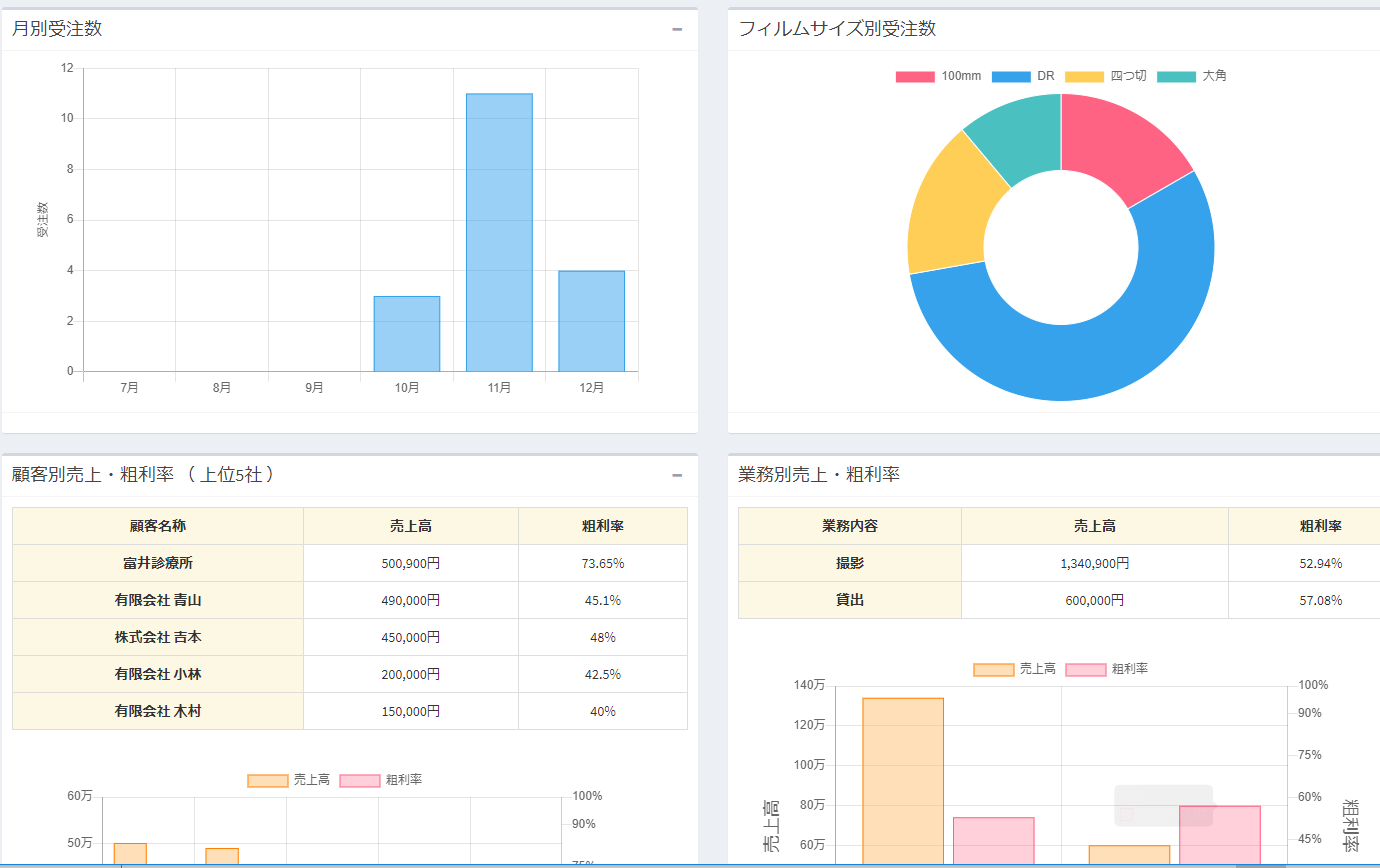 月別受注数
12
10
8
6
4
2
0
受注数
7月
8月
9月
10月
11月
12月
フィルムサイズ別受注数
100mm DR 四つ切 大角
顧客別売上・粗利率 （ 上位5社 ）
顧客名称 売上高 粗利率
富井診療所 500,900円 73.65%
有限会社 青山 490,000円 45.1%
株式会社 吉本 450,000円 48%
有限会社 小林 200,000円 42.5%
有限会社 木村 150,000円 40%
売上高 粗利率
60万
50万
100%
90%
75%
業務別売上・粗利率
業務内容 売上高 粗利率
撮影 1,340,900円 52.94%
貸出 600,000円 57.08%
売上高 粗利率
140万
120万
100万
80万
60万
売上高
100%
90%
75%
60%
45%
粗利率